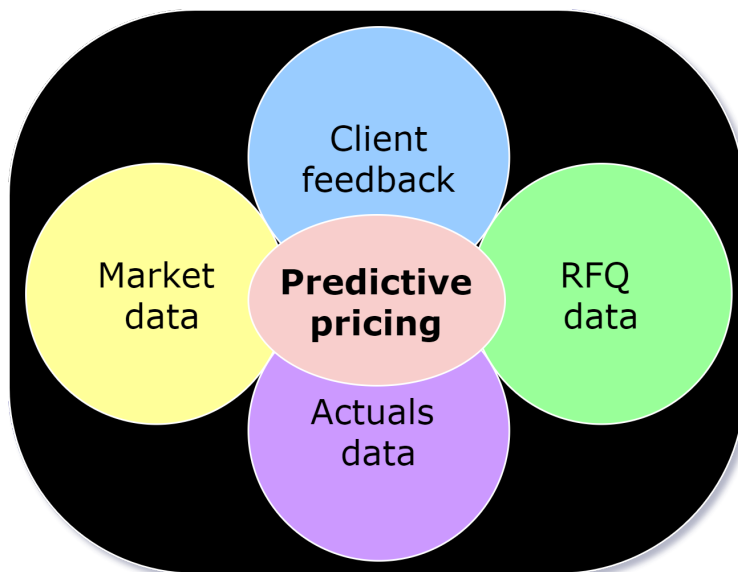 Client
feedback
Market
data
Predictive
pricing
RFQ
data
Actuals
data